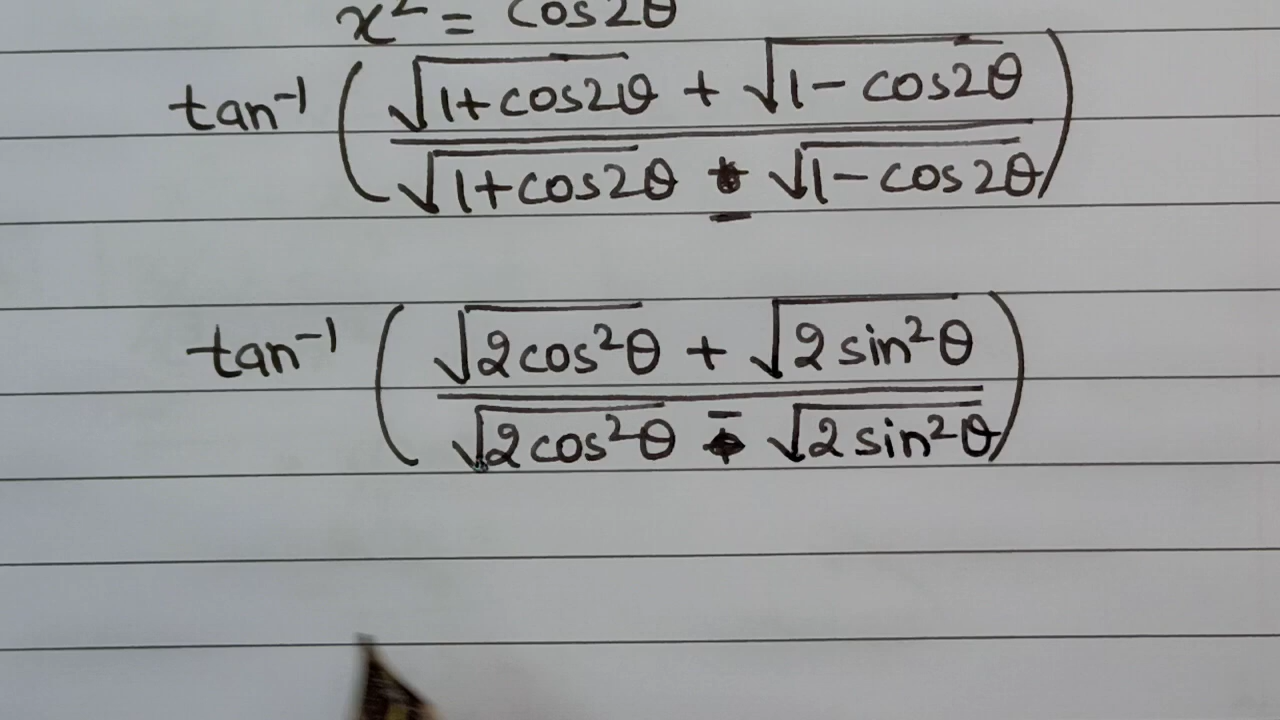 x² = cos2θ
tan⁻¹ ( √(1+cos2θ) + √(1-cos2θ) / √(1+cos2θ) - √(1-cos2θ) )
tan⁻¹ ( √(2cos²θ) + √(2sin²θ) / √(2cos²θ) - √(2sin²θ) )